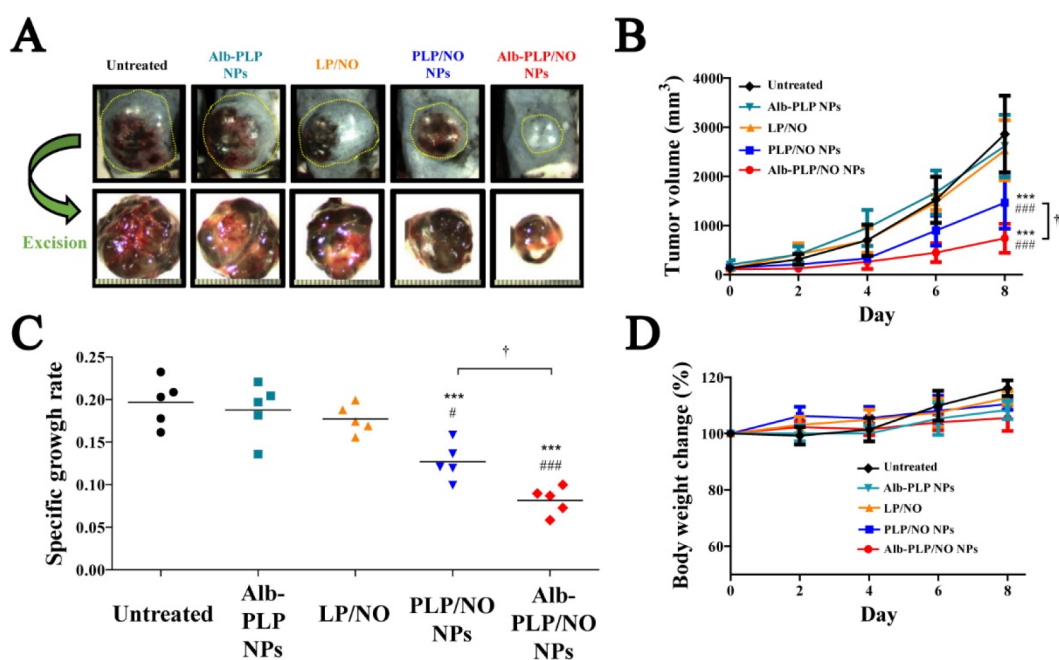 A
Untreated
Alb-PLP
NPs
LP/NO
PLP/NO
NPs
Alb-PLP/NO
NPs
Excision
B
Tumor volume (mm³)
4000
3000
2000
1000
0
Untreated
Alb-PLP NPs
LP/NO
PLP/NO NPs
Alb-PLP/NO NPs
***
###
***
###
†
0 2 4 6 8
Day
C
Specific growgh rate
0.25
0.20
0.15
0.10
0.05
0.00
***
#
†
***
###
Untreated
Alb-
PLP
NPs
LP/NO
PLP/NO
NPs
Alb-
PLP/NO
NPs
D
Body weight change (%)
120
100
80
60
Untreated
Alb-PLP NPs
LP/NO
PLP/NO NPs
Alb-PLP/NO NPs
0 2 4 6 8
Day